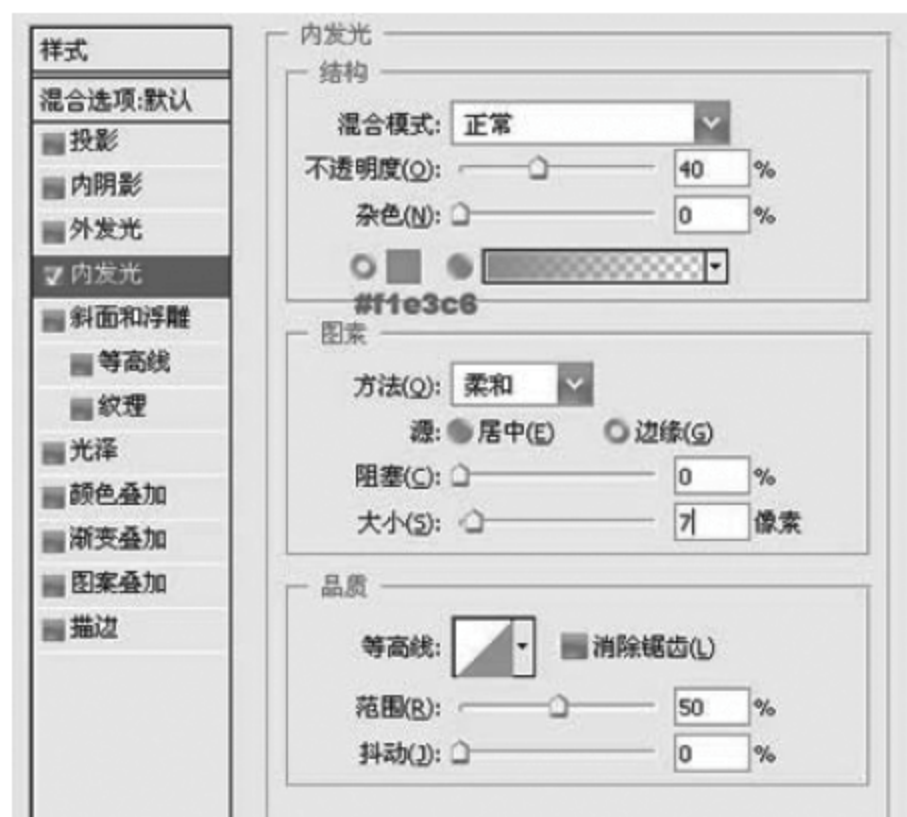 样式
混合选项:默认
投影
内阴影
外发光
内发光
斜面和浮雕
等高线
纹理
光泽
颜色叠加
渐变叠加
图案叠加
描边
内发光
结构
混合模式: 正常
不透明度(O): 40 %
杂色(N): 0 %
#f1e3c6
图素
方法(Q): 柔和
源: 居中(E) 边缘(G)
阻塞(C): 0 %
大小(S): 7 像素
品质
等高线: 消除锯齿(L)
范围(R): 50 %
抖动(J): 0 %